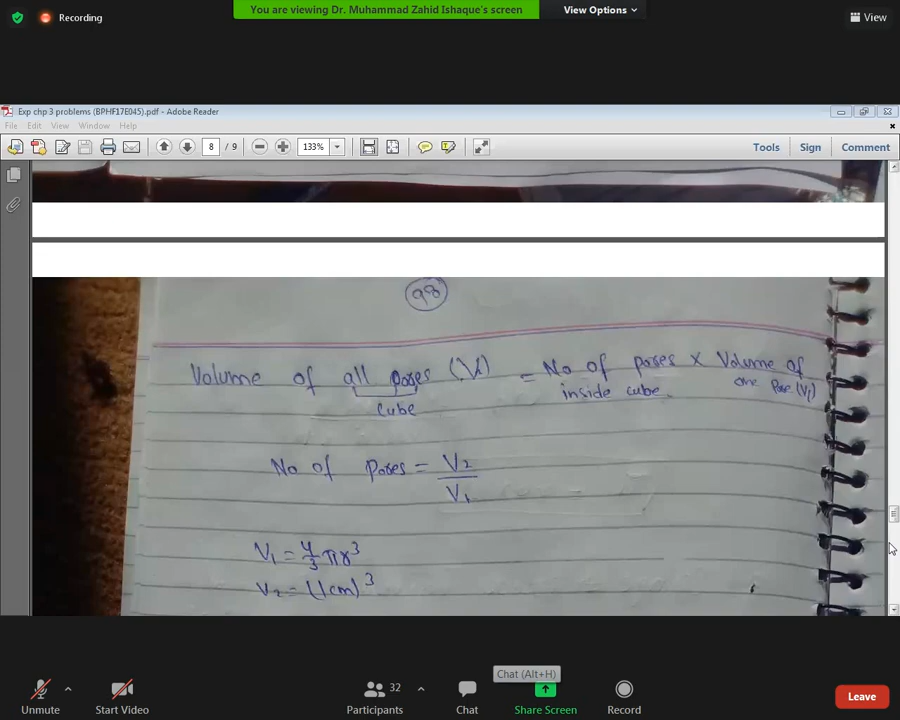 Recording
You are viewing Dr. Muhammad Zahid Ishaque's screen
View Options
View
Exp chp 3 problems (BPHF17E045).pdf - Adobe Reader
File Edit View Window Help
8 / 9 133% Tools Sign Comment
98
Volume of all pores (V2) = No of pores × Volume of
cube inside cube. one pore (V1)
No of Pores = V2
V1
V1 = 4/3 πr³
V2 = (1cm)³
Chat (Alt+H)
32
Unmute Start Video Participants Chat Share Screen Record Leave